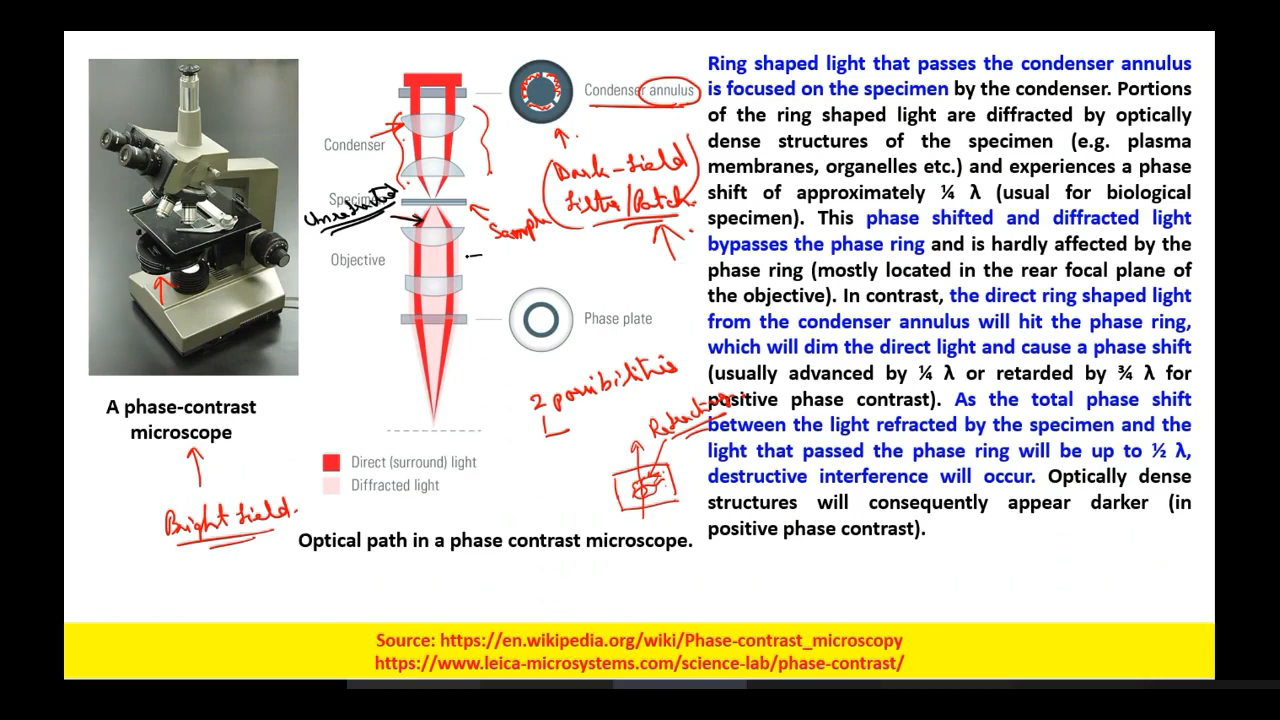 Ring shaped light that passes the condenser annulus
is focused on the specimen by the condenser. Portions
of the ring shaped light are diffracted by optically
dense structures of the specimen (e.g. plasma
membranes, organelles etc.) and experiences a phase
shift of approximately ¼ λ (usual for biological
specimen). This phase shifted and diffracted light
bypasses the phase ring and is hardly affected by the
phase ring (mostly located in the rear focal plane of
the objective). In contrast, the direct ring shaped light
from the condenser annulus will hit the phase ring,
which will dim the direct light and cause a phase shift
(usually advanced by ¼ λ or retarded by ¾ λ for
positive phase contrast). As the total phase shift
between the light refracted by the specimen and the
light that passed the phase ring will be up to ½ λ,
destructive interference will occur. Optically dense
structures will consequently appear darker (in
positive phase contrast).
Condenser annulus
Condenser
Dark-field
filter/Patch.
Sample
Objective
Phase plate
2 possibilities
Direct (surround) light
Diffracted light
Optical path in a phase contrast microscope.
A phase-contrast
microscope
Bright field.
Source: https://en.wikipedia.org/wiki/Phase-contrast_microscopy
https://www.leica-microsystems.com/science-lab/phase-contrast/